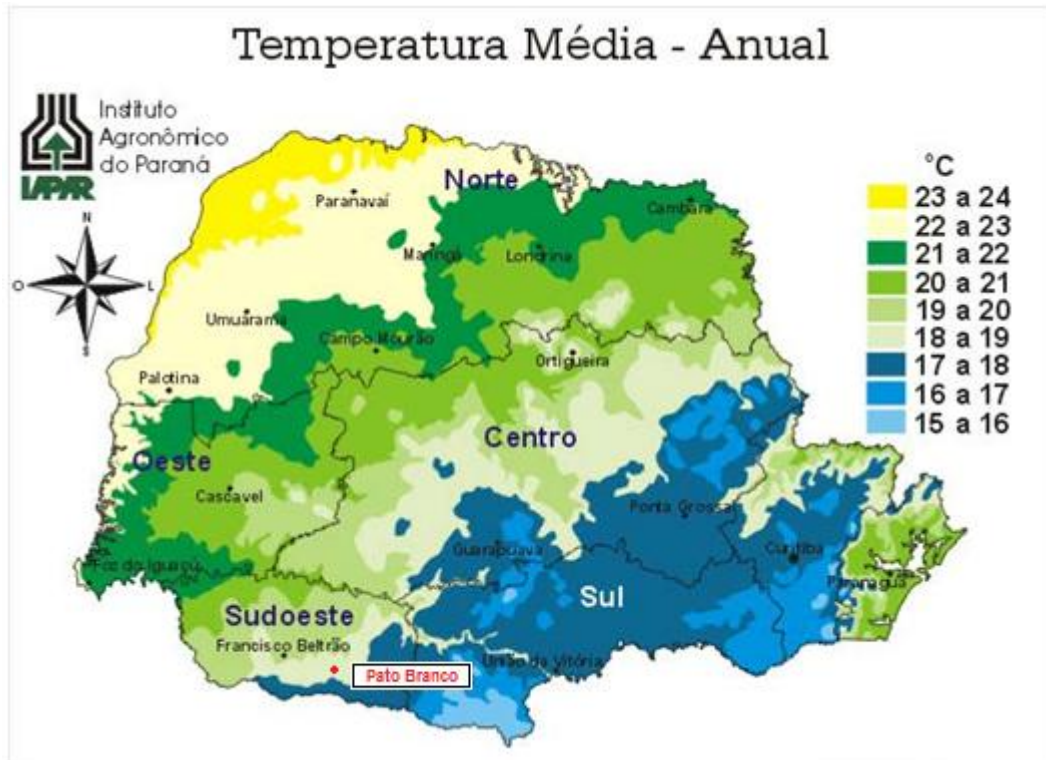 Temperatura Média - Anual
Instituto
Agronômico
do Paraná
IAPAR
N
O
L
S
°C
23 a 24
22 a 23
21 a 22
20 a 21
19 a 20
18 a 19
17 a 18
16 a 17
15 a 16
Norte
Paranavaí
Cambará
Maringá
Londrina
Umuarama
Campo Mourão
Ortigueira
Palotina
Centro
Oeste
Cascavel
Ponta Grossa
Guarapuava
Curitiba
Foz do Iguaçu
Paranaguá
Sul
Sudoeste
Francisco Beltrão
União da Vitória
Pato Branco